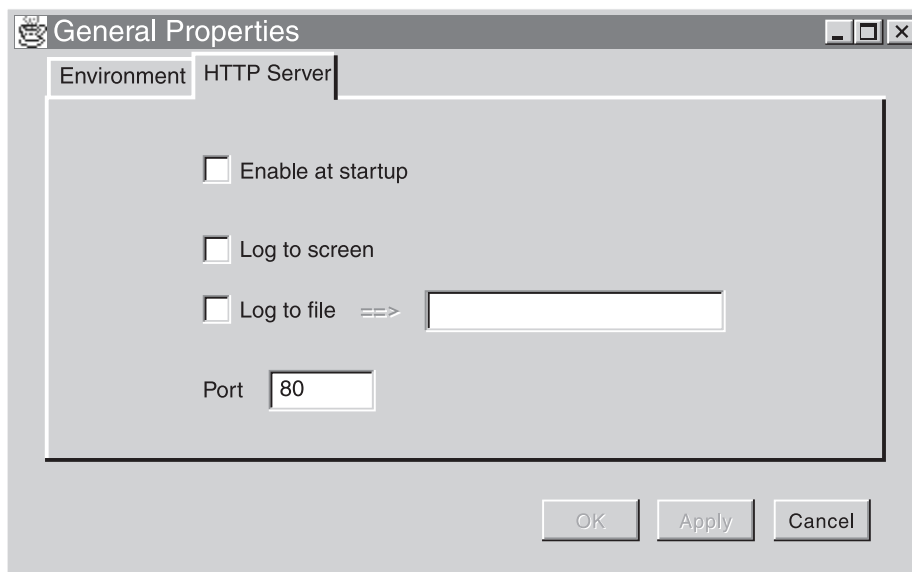 General Properties
Environment
HTTP Server
Enable at startup
Log to screen
Log to file ==>
Port 80
OK Apply Cancel